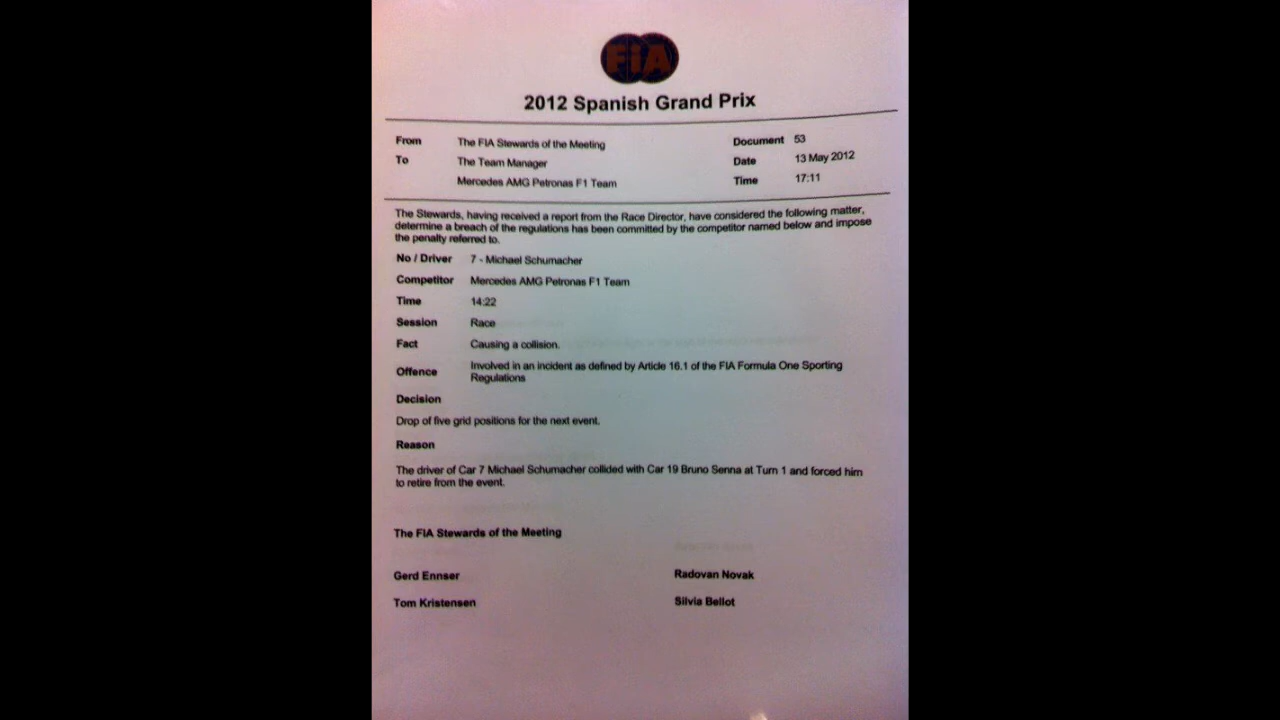 FiA
2012 Spanish Grand Prix
From The FIA Stewards of the Meeting Document 53
To The Team Manager Date 13 May 2012
Mercedes AMG Petronas F1 Team Time 17:11
The Stewards, having received a report from the Race Director, have considered the following matter,
determine a breach of the regulations has been committed by the competitor named below and impose
the penalty referred to.
No / Driver 7 - Michael Schumacher
Competitor Mercedes AMG Petronas F1 Team
Time 14:22
Session Race
Fact Causing a collision.
Offence Involved in an incident as defined by Article 16.1 of the FIA Formula One Sporting
Regulations
Decision
Drop of five grid positions for the next event.
Reason
The driver of Car 7 Michael Schumacher collided with Car 19 Bruno Senna at Turn 1 and forced him
to retire from the event.
The FIA Stewards of the Meeting
Gerd Ennser Radovan Novak
Tom Kristensen Silvia Bellot